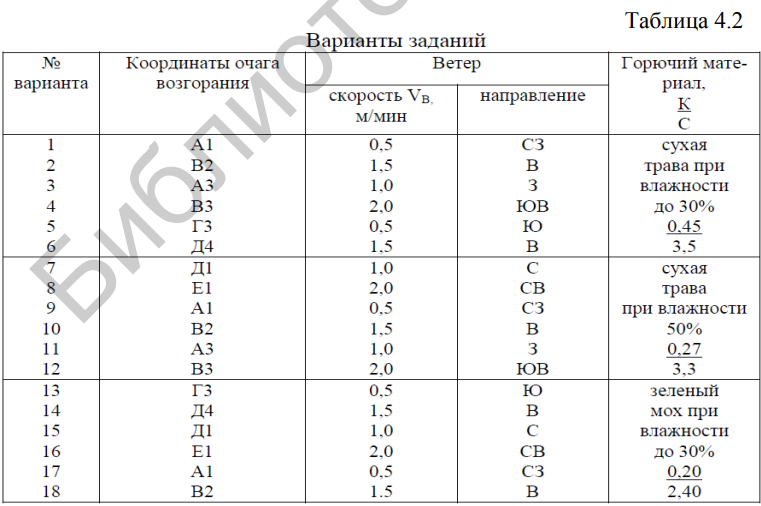 Таблица 4.2
Варианты заданий
№ варианта Координаты очага возгорания Ветер Горючий мате-
риал,
К
С
скорость VВ, м/мин направление
1 А1 0,5 СЗ сухая
2 В2 1,5 В трава при
3 А3 1,0 З влажности
4 В3 2,0 ЮВ до 30%
5 Г3 0,5 Ю 0,45
6 Д4 1,5 В 3,5
7 Д1 1,0 С сухая
8 Е1 2,0 СВ трава
9 А1 0,5 СЗ при влажности
10 В2 1,5 В 50%
11 А3 1,0 З 0,27
12 В3 2,0 ЮВ 3,3
13 Г3 0,5 Ю зеленый
14 Д4 1,5 В мох при
15 Д1 1,0 С влажности
16 Е1 2,0 СВ до 30%
17 А1 0,5 СЗ 0,20
18 В2 1.5 В 2,40